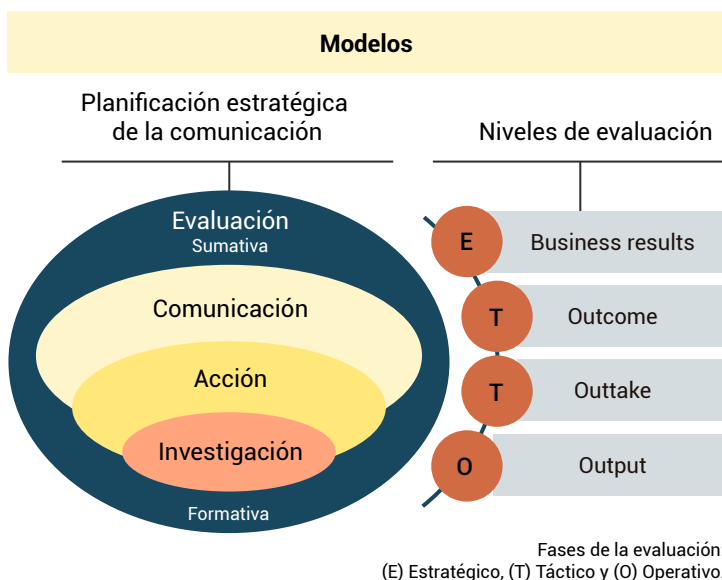 Modelos
Planificación estratégica
de la comunicación
Evaluación
Sumativa
Comunicación
Acción
Investigación
Formativa
Niveles de evaluación
E
Business results
T
Outcome
T
Outtake
O
Output
Fases de la evaluación
(E) Estratégico, (T) Táctico y (O) Operativo.